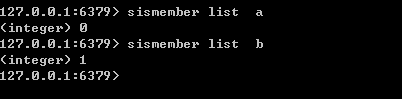 127.0.0.1:6379> sismember list  a
(integer) 0
127.0.0.1:6379> sismember list  b
(integer) 1
127.0.0.1:6379>